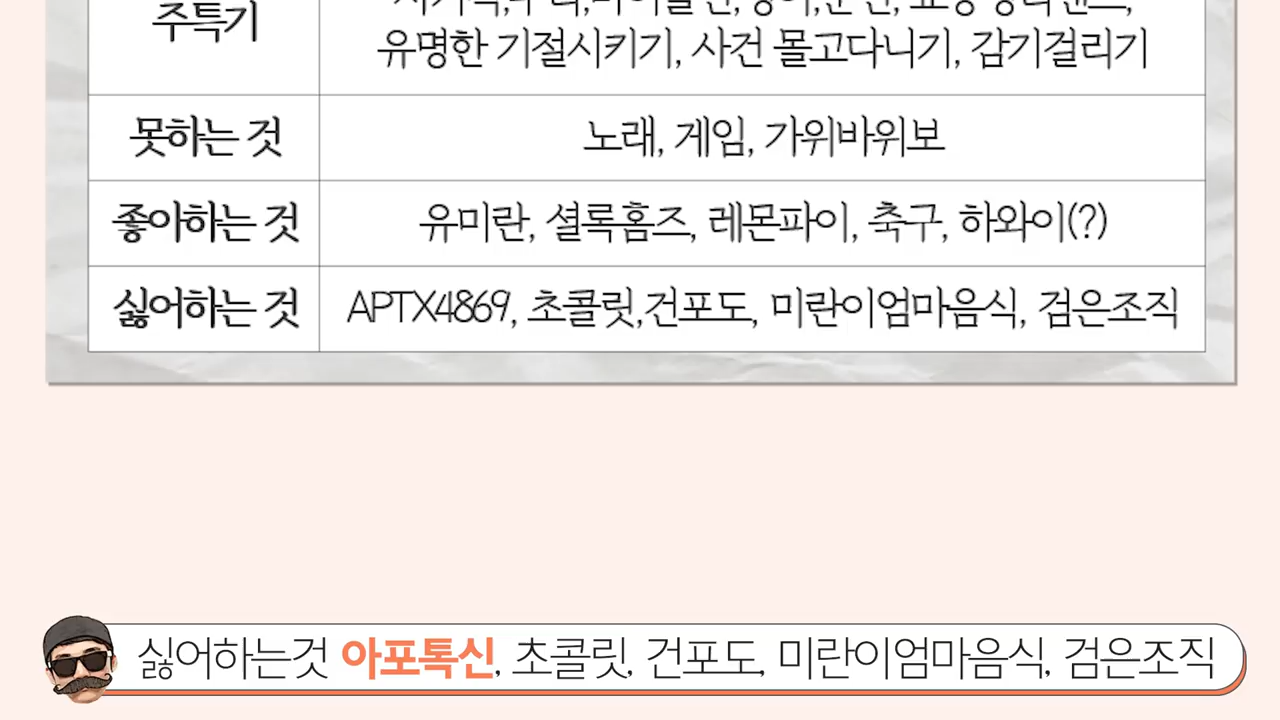 주특기
유명한 기절시키기, 사건 몰고다니기, 감기걸리기
못하는 것
노래, 게임, 가위바위보
좋아하는 것
유미란, 셜록홈즈, 레몬파이, 축구, 하와이(?)
싫어하는 것
APTX4869, 초콜릿,건포도, 미란이엄마음식, 검은조직
싫어하는것 아포톡신, 초콜릿, 건포도, 미란이엄마음식, 검은조직